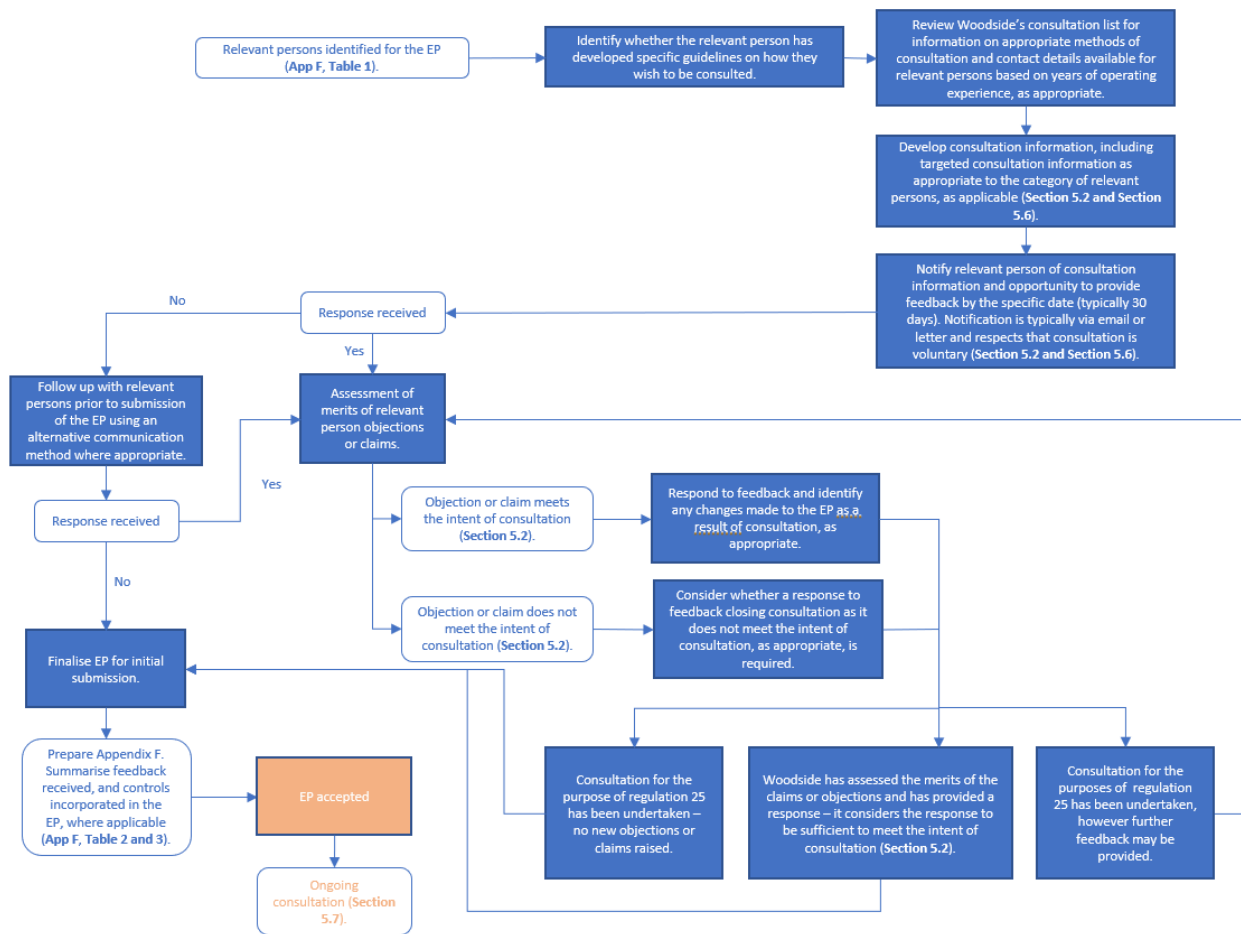 Relevant persons identified for the EP
(App F, Table 1).
Identify whether the relevant person has
developed specific guidelines on how they
wish to be consulted.
Review Woodside's consultation list for
information on appropriate methods of
consultation and contact details available for
relevant persons based on years of operating
experience, as appropriate.
Develop consultation information, including
targeted consultation information as
appropriate to the category of relevant
persons, as applicable (Section 5.2 and Section
5.6).
Notify relevant person of consultation
information and opportunity to provide
feedback by the specific date (typically 30
days). Notification is typically via email or
letter and respects that consultation is
voluntary (Section 5.2 and Section 5.6).
Response received
No
Yes
Follow up with relevant
persons prior to submission
of the EP using an
alternative communication
method where appropriate.
Assessment of
merits of relevant
person objections
or claims.
Response received
Yes
No
Objection or claim meets
the intent of consultation
(Section 5.2).
Respond to feedback and identify
any changes made to the EP as a
result of consultation, as
appropriate.
Objection or claim does not
meet the intent of
consultation (Section 5.2).
Consider whether a response to
feedback closing consultation as it
does not meet the intent of
consultation, as appropriate, is
required.
Finalise EP for initial
submission.
Prepare Appendix F.
Summarise feedback
received, and controls
incorporated in the
EP, where applicable
(App F, Table 2 and 3).
EP accepted
Ongoing
consultation (Section
5.7).
Consultation for the
purpose of regulation 25
has been undertaken –
no new objections or
claims raised.
Woodside has assessed the merits of the
claims or objections and has provided a
response – it considers the response to
be sufficient to meet the intent of
consultation (Section 5.2).
Consultation for the
purposes of regulation
25 has been undertaken,
however further
feedback may be
provided.